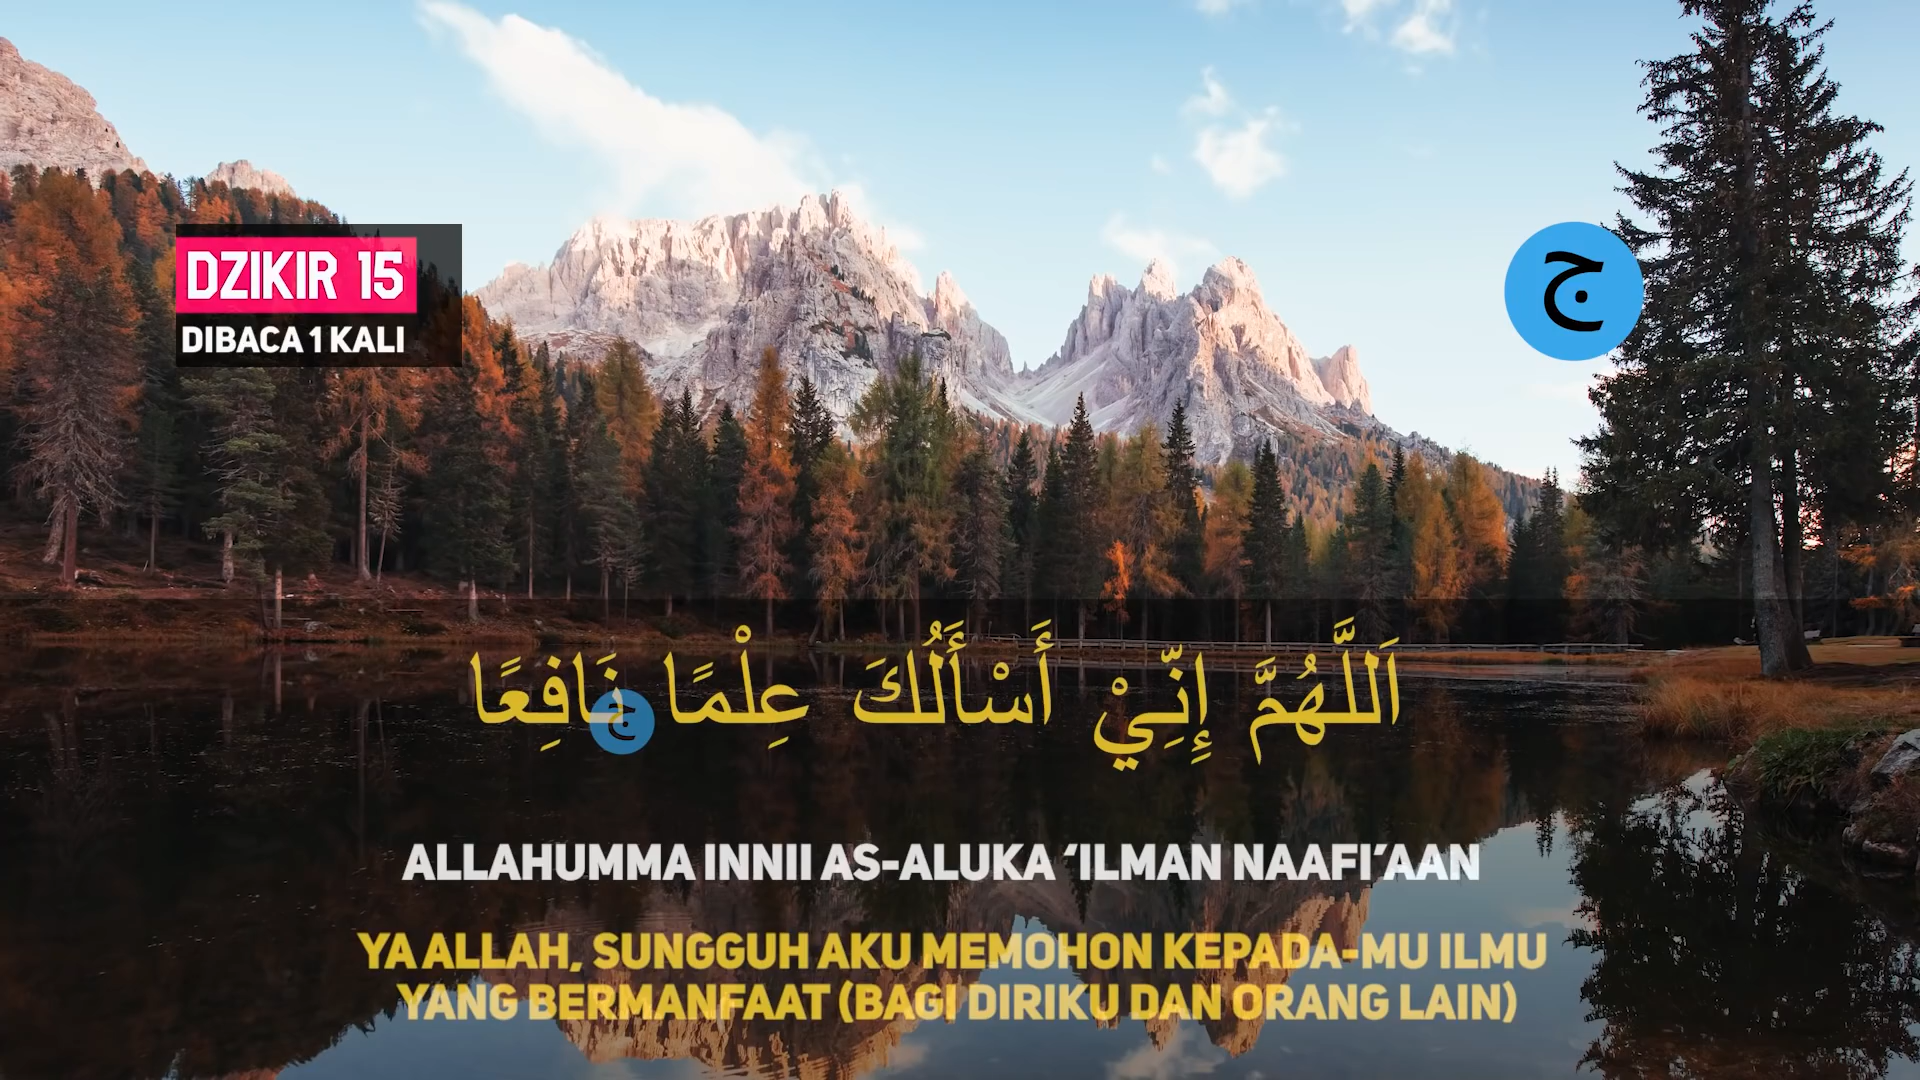 DZIKIR 15
DIBACA 1 KALI
ج
اَللَّهُمَّ إِنِّيْ أَسْأَلُكَ عِلْمًا نَافِعًا
ج
ALLAHUMMA INNII AS-ALUKA ‘ILMAN NAAFI’AAN
YA ALLAH, SUNGGUH AKU MEMOHON KEPADA-MU ILMU
YANG BERMANFAAT (BAGI DIRIKU DAN ORANG LAIN)